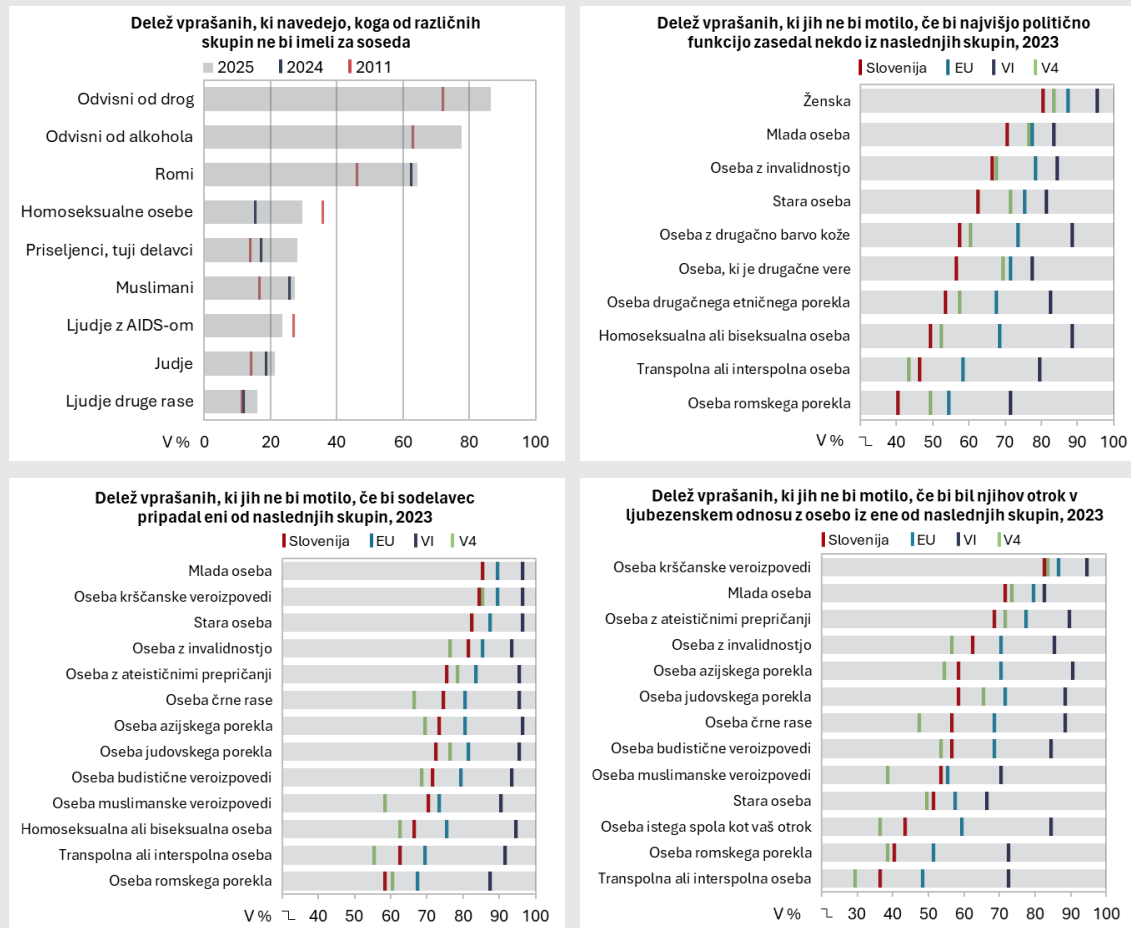 Delež vprašanih, ki navedejo, koga od različnih
skupin ne bi imeli za soseda
2025 2024 2011
Odvisni od drog
Odvisni od alkohola
Romi
Homoseksualne osebe
Priseljenci, tuji delavci
Muslimani
Ljudje z AIDS-om
Judje
Ljudje druge rase
V % 0 20 40 60 80 100
Delež vprašanih, ki jih ne bi motilo, če bi najvišjo politično
funkcijo zasedal nekdo iz naslednjih skupin, 2023
Slovenija EU VI V4
Ženska
Mlada oseba
Oseba z invalidnostjo
Stara oseba
Oseba z drugačno barvo kože
Oseba, ki je drugačne vere
Oseba drugačnega etničnega porekla
Homoseksualna ali biseksualna oseba
Transpolna ali interspolna oseba
Oseba romskega porekla
V % 40 50 60 70 80 90 100
Delež vprašanih, ki jih ne bi motilo, če bi sodelavec
pripadal eni od naslednjih skupin, 2023
Slovenija EU VI V4
Mlada oseba
Oseba krščanske veroizpovedi
Stara oseba
Oseba z invalidnostjo
Oseba z ateističnimi prepričanji
Oseba črne rase
Oseba azijskega porekla
Oseba judovskega porekla
Oseba budistične veroizpovedi
Oseba muslimanske veroizpovedi
Homoseksualna ali biseksualna oseba
Transpolna ali interspolna oseba
Oseba romskega porekla
V % 40 50 60 70 80 90 100
Delež vprašanih, ki jih ne bi motilo, če bi bil njihov otrok v
ljubezenskem odnosu z osebo iz ene od naslednjih skupin, 2023
Slovenija EU VI V4
Oseba krščanske veroizpovedi
Mlada oseba
Oseba z ateističnimi prepričanji
Oseba z invalidnostjo
Oseba azijskega porekla
Oseba judovskega porekla
Oseba črne rase
Oseba budistične veroizpovedi
Oseba muslimanske veroizpovedi
Stara oseba
Oseba istega spola kot vaš otrok
Oseba romskega porekla
Transpolna ali interspolna oseba
V % 30 40 50 60 70 80 90 100